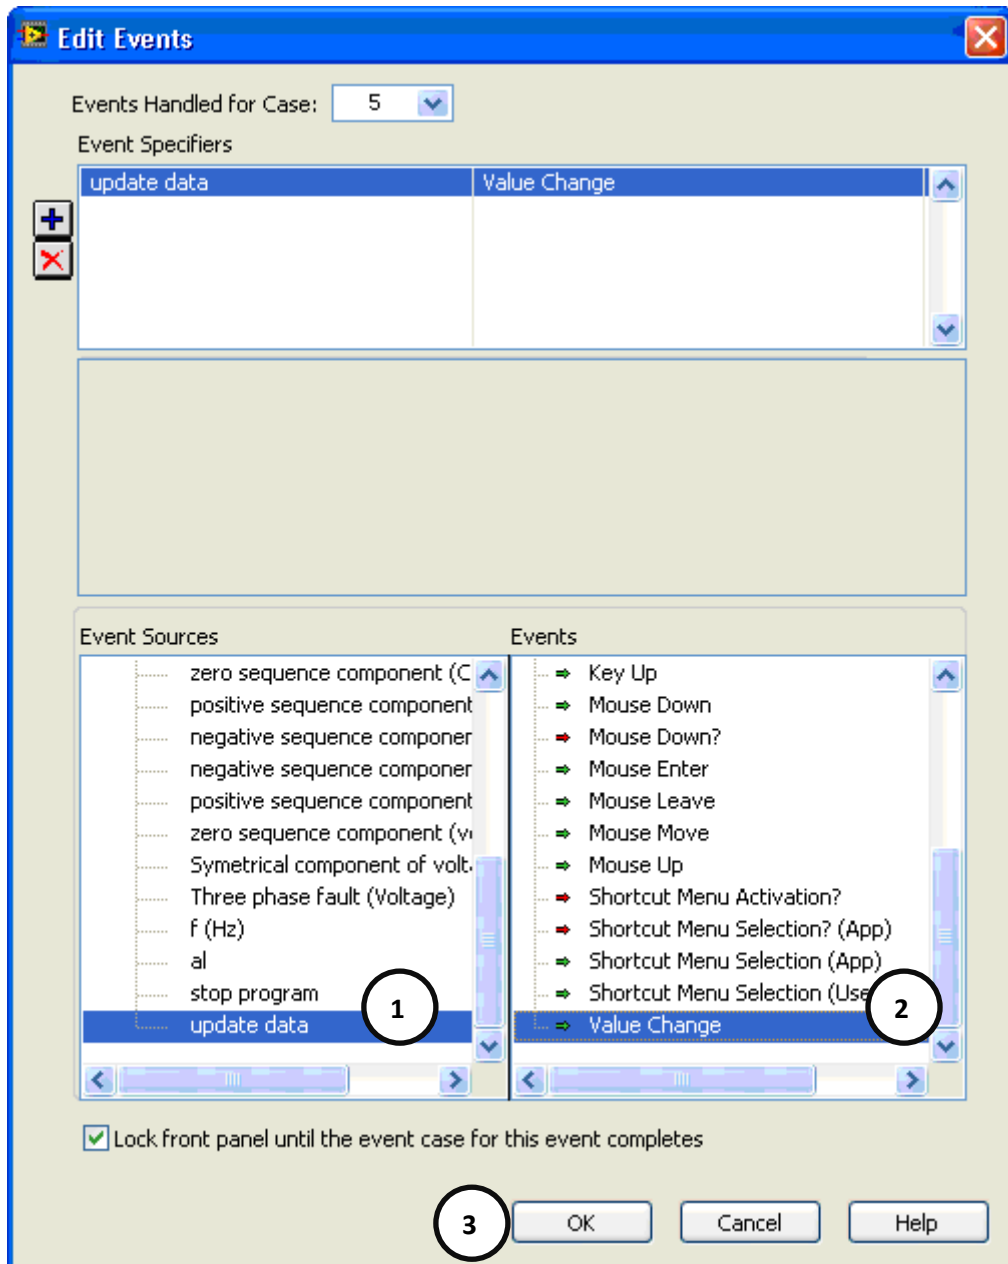 Edit Events
Events Handled for Case: 5
Event Specifiers
update data Value Change
Event Sources Events
zero sequence component (C Key Up
positive sequence component Mouse Down
negative sequence componer Mouse Down?
negative sequence componer Mouse Enter
positive sequence component Mouse Leave
zero sequence component (v Mouse Move
Symetrical component of volt Mouse Up
Three phase fault (Voltage) Shortcut Menu Activation?
f (Hz) Shortcut Menu Selection? (App)
al Shortcut Menu Selection (App)
stop program 1 Shortcut Menu Selection (Use 2
update data Value Change
Lock front panel until the event case for this event completes
3 OK Cancel Help